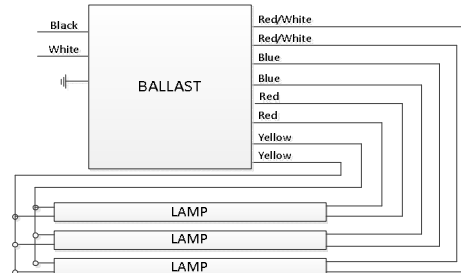 Black
White
BALLAST
Red/White
Red/White
Blue
Blue
Red
Red
Yellow
Yellow
LAMP
LAMP
LAMP